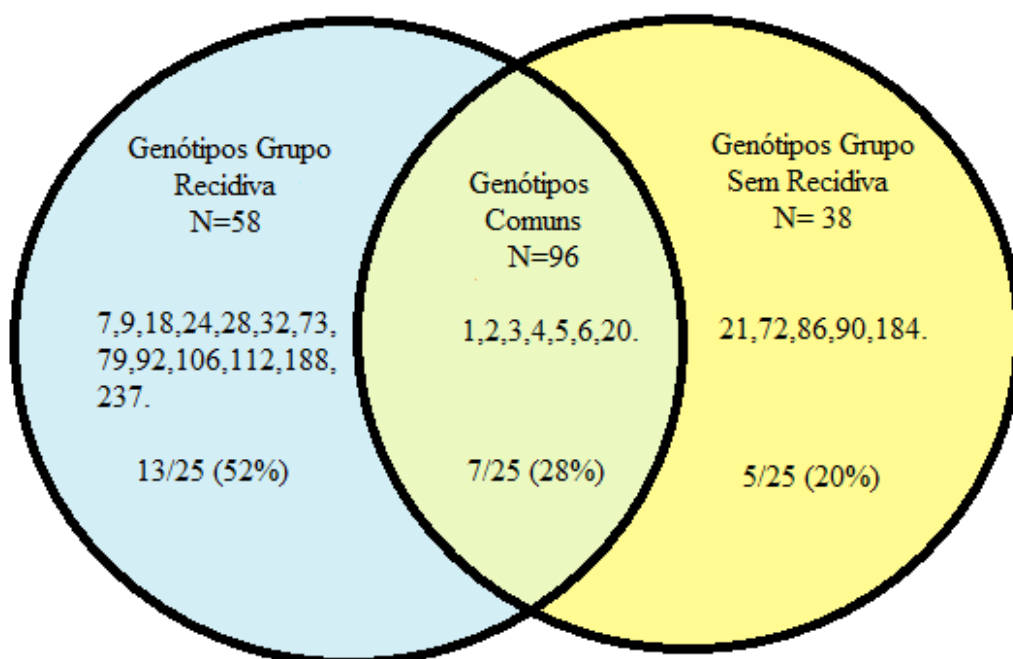 Genótipos Grupo
Recidiva
N=58
7,9,18,24,28,32,73,
79,92,106,112,188,
237.
13/25 (52%)
Genótipos
Comuns
N=96
1,2,3,4,5,6,20.
7/25 (28%)
Genótipos Grupo
Sem Recidiva
N= 38
21,72,86,90,184.
5/25 (20%)